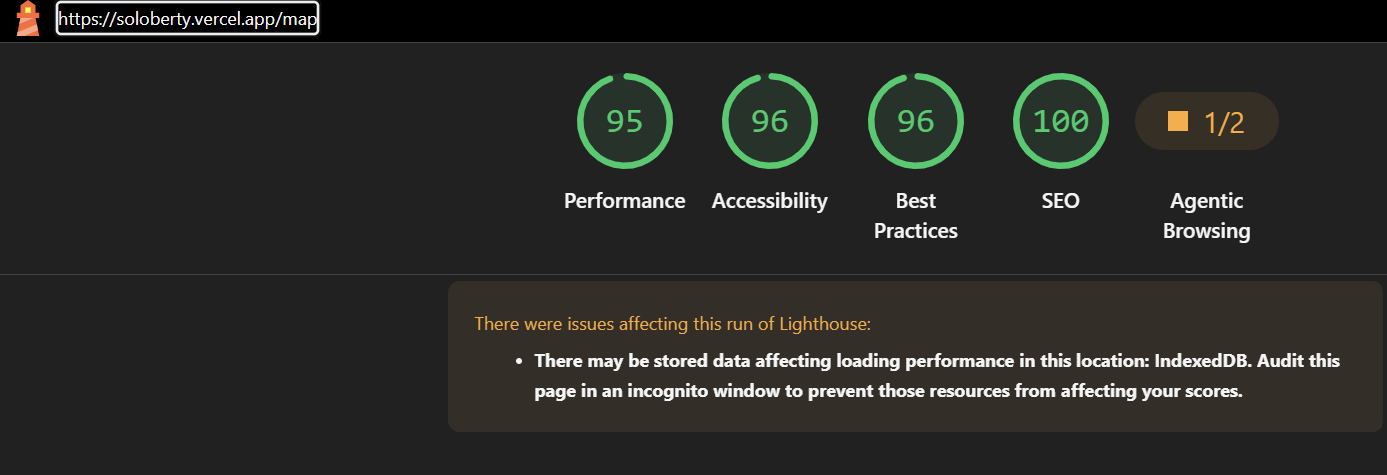 https://soloberty.vercel.app/map
95
96
96
100
1/2
Performance
Accessibility
Best
Practices
SEO
Agentic
Browsing
There were issues affecting this run of Lighthouse:
• There may be stored data affecting loading performance in this location: IndexedDB. Audit this
page in an incognito window to prevent those resources from affecting your scores.